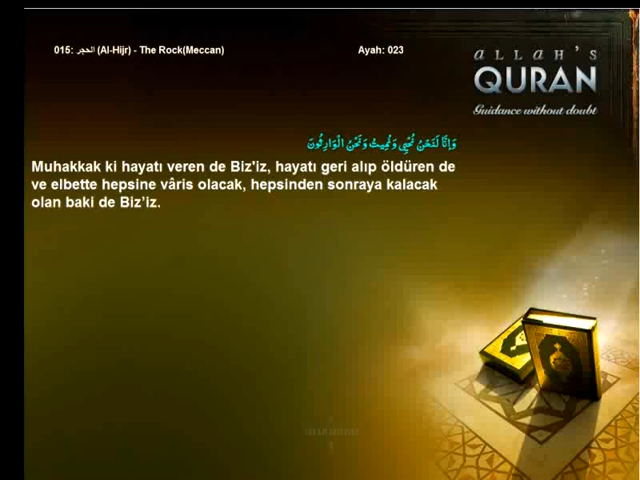 015: الحجر (Al-Hijr) - The Rock(Meccan) Ayah: 023
ALLAH'S
QURAN
Guidance without doubt
وَإِنَّا لَنَحْنُ نُحْيِي وَنُمِيتُ وَنَحْنُ الْوَارِثُونَ
Muhakkak ki hayatı veren de Biz'iz, hayatı geri alıp öldüren de
ve elbette hepsine vâris olacak, hepsinden sonraya kalacak
olan baki de Biz'iz.